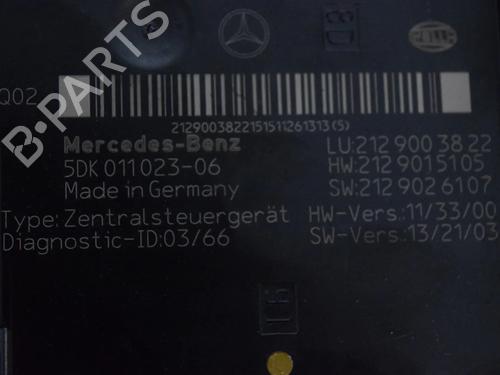 HELLA
Q02
2129003822151511261313(5)
Mercedes-Benz
LU:212 900 38 22
5DK 011 023-06
HW:212 901 51 05
Made in Germany
SW:212 902 61 07
Type: Zentralsteuergerät
HW-Vers.:11/33/00
Diagnostic-ID:03/66
SW-Vers.:13/21/03
B-PARTS